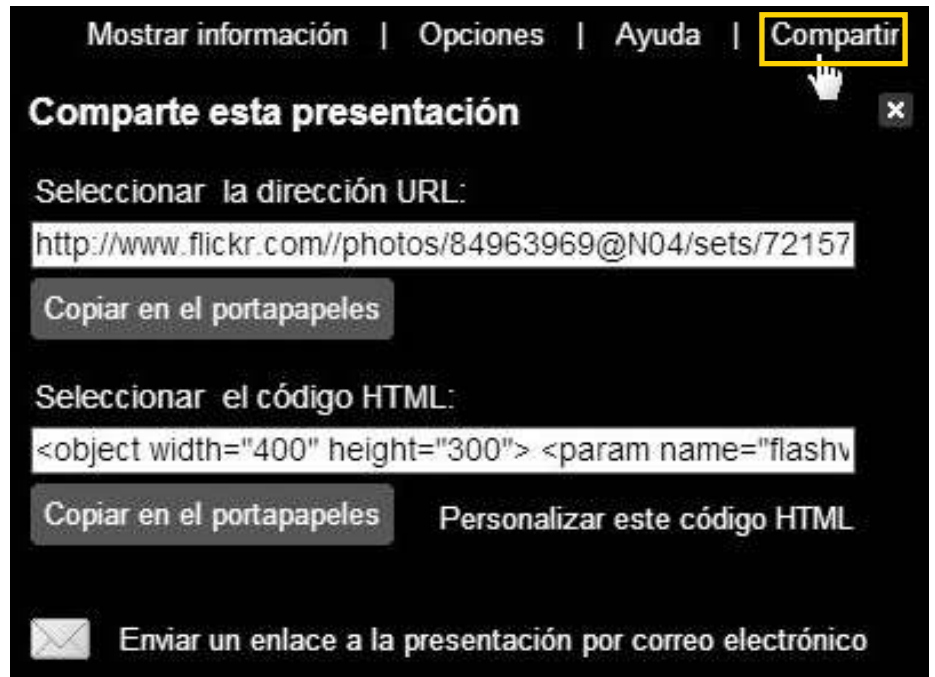 Mostrar información | Opciones | Ayuda | Compartir
Comparte esta presentación
Seleccionar la dirección URL:
http://www.flickr.com//photos/84963969@N04/sets/72157
Copiar en el portapapeles
Seleccionar el código HTML:
<object width="400" height="300"> <param name="flashv
Copiar en el portapapeles Personalizar este código HTML
Enviar un enlace a la presentación por correo electrónico